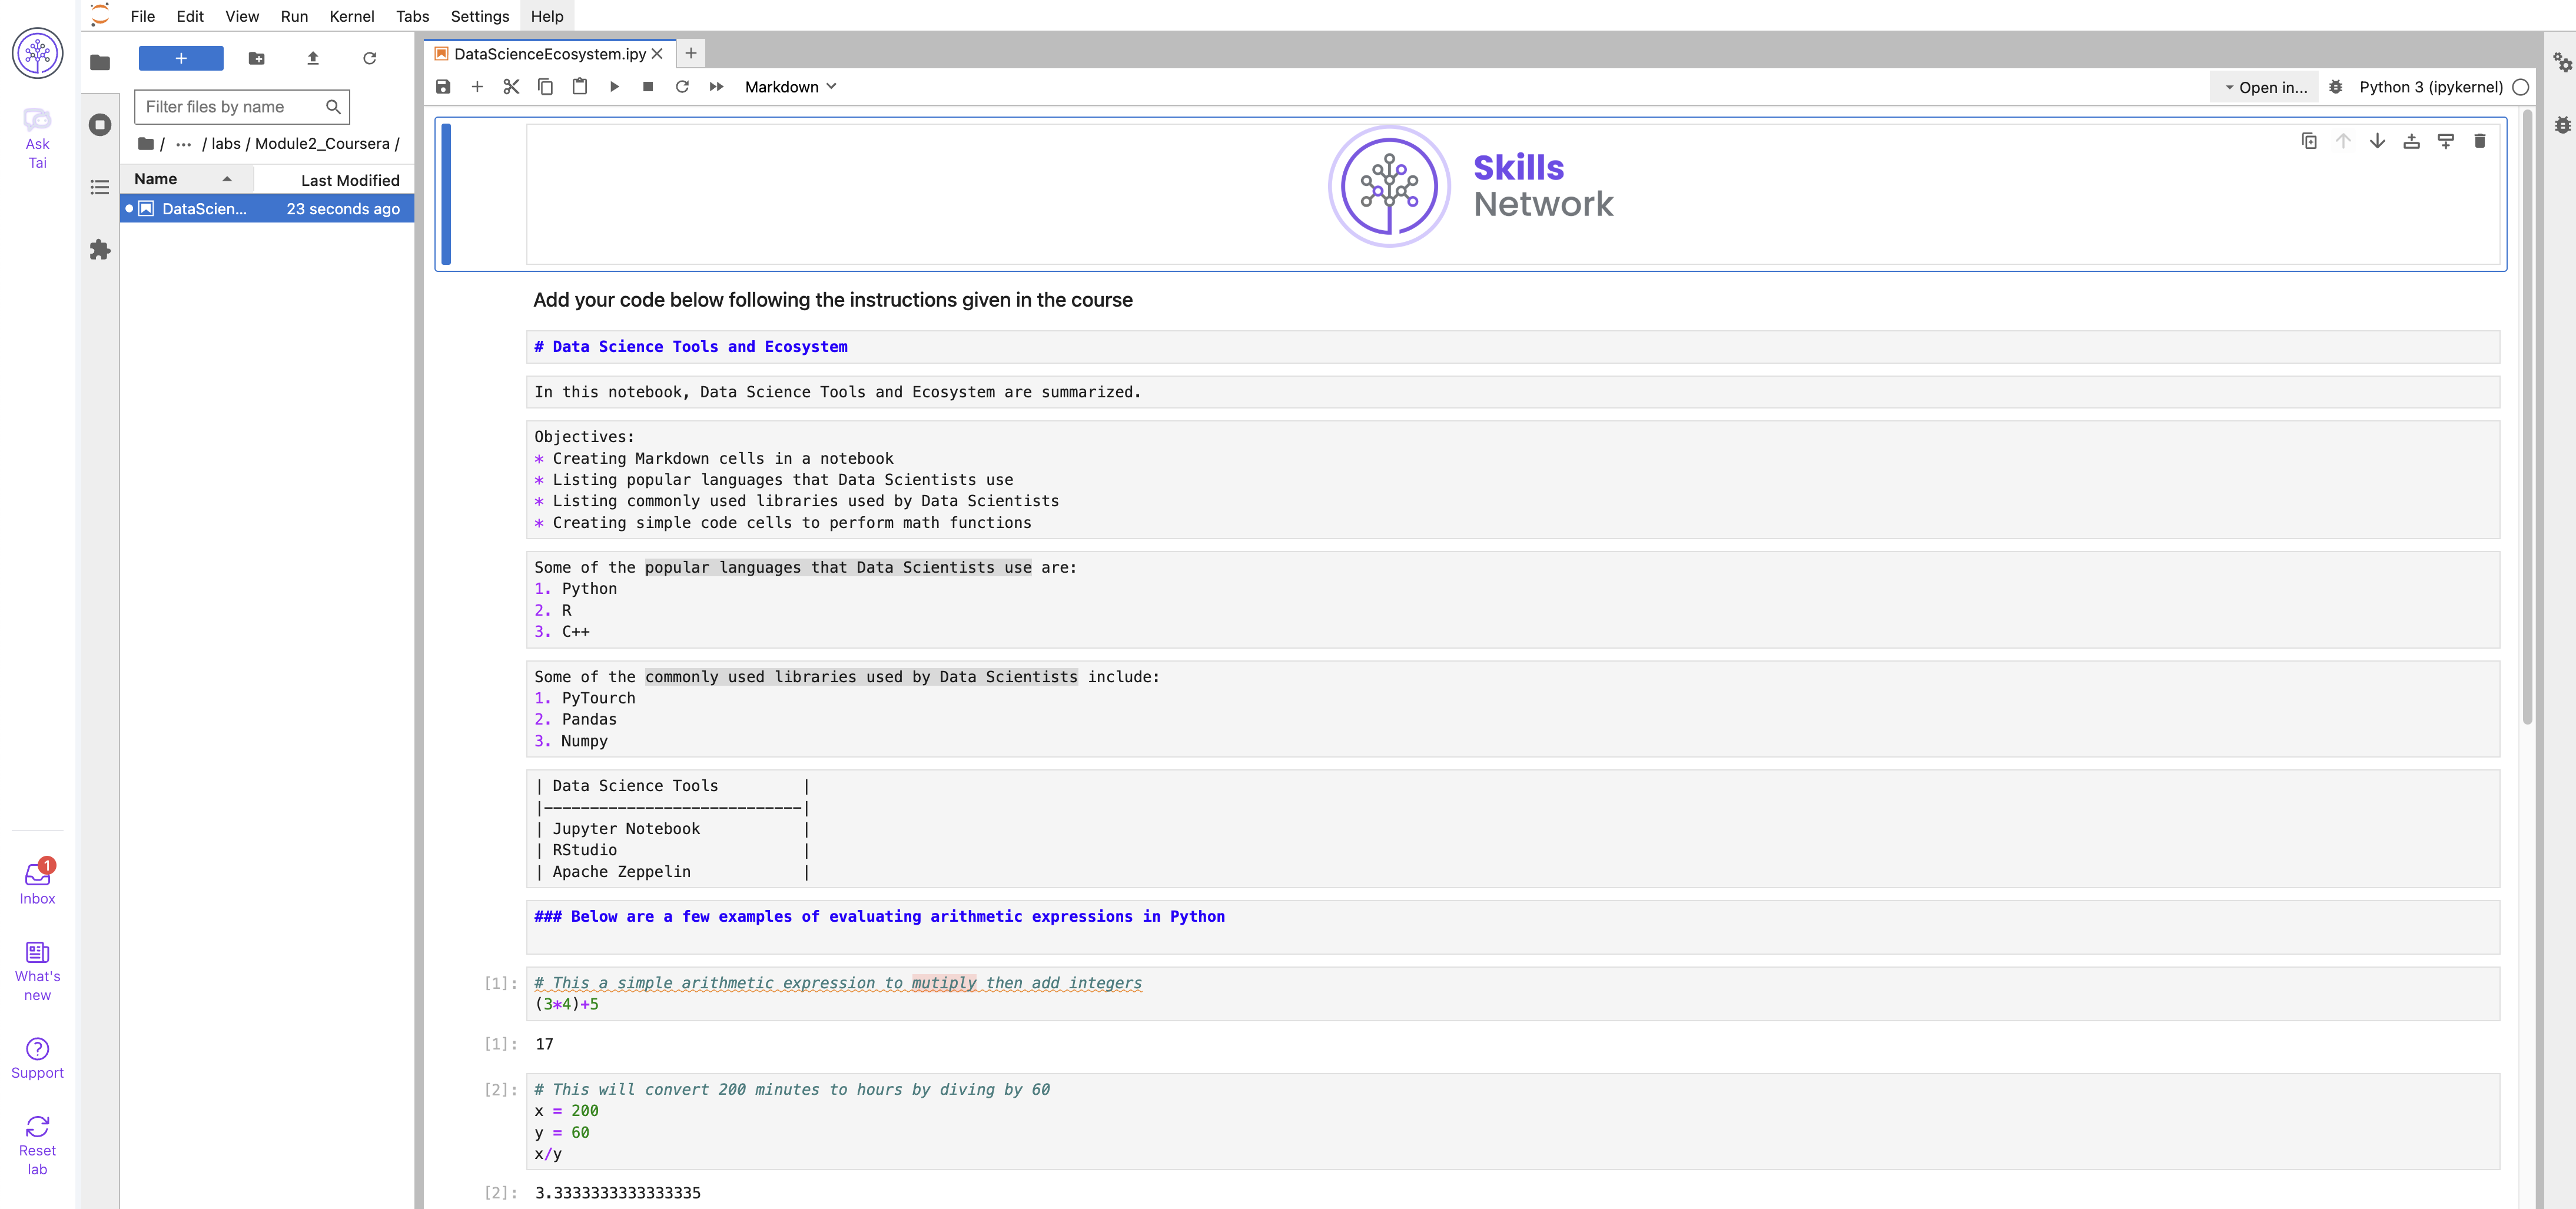 File Edit View Run Kernel Tabs Settings Help
Ask
Tai
Inbox
1
What's
new
Support
Reset
lab
+
Filter files by name
/ ... / labs / Module2_Coursera /
Name Last Modified
DataScien... 23 seconds ago
DataScienceEcosystem.ipy
Markdown
Open in...
Python 3 (ipykernel)
Skills
Network
Add your code below following the instructions given in the course
# Data Science Tools and Ecosystem
In this notebook, Data Science Tools and Ecosystem are summarized.
Objectives:
* Creating Markdown cells in a notebook
* Listing popular languages that Data Scientists use
* Listing commonly used libraries used by Data Scientists
* Creating simple code cells to perform math functions
Some of the popular languages that Data Scientists use are:
1. Python
2. R
3. C++
Some of the commonly used libraries used by Data Scientists include:
1. PyTourch
2. Pandas
3. Numpy
| Data Science Tools |
|----------------------------|
| Jupyter Notebook |
| RStudio |
| Apache Zeppelin |
### Below are a few examples of evaluating arithmetic expressions in Python
[1]: # This a simple arithmetic expression to mutiply then add integers
(3*4)+5
[1]: 17
[2]: # This will convert 200 minutes to hours by diving by 60
x = 200
y = 60
x/y
[2]: 3.3333333333333335